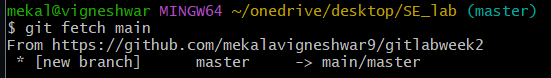 mekal@vigneshwar MINGW64 ~/onedrive/desktop/SE_lab (master)
$ git fetch main
From https://github.com/mekalavigneshwar9/gitlabweek2
 * [new branch]      master     -> main/master